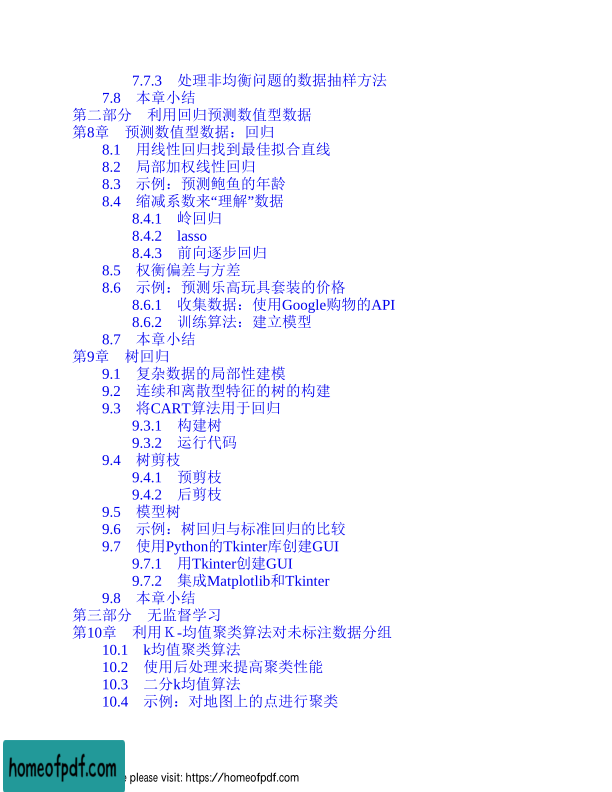 7.7.3 处理非均衡问题的数据抽样方法
7.8 本章小结
第二部分 利用回归预测数值型数据
第8章 预测数值型数据：回归
8.1 用线性回归找到最佳拟合直线
8.2 局部加权线性回归
8.3 示例：预测鲍鱼的年龄
8.4 缩减系数来“理解”数据
8.4.1 岭回归
8.4.2 lasso
8.4.3 前向逐步回归
8.5 权衡偏差与方差
8.6 示例：预测乐高玩具套装的价格
8.6.1 收集数据：使用Google购物的API
8.6.2 训练算法：建立模型
8.7 本章小结
第9章 树回归
9.1 复杂数据的局部性建模
9.2 连续和离散型特征的树的构建
9.3 将CART算法用于回归
9.3.1 构建树
9.3.2 运行代码
9.4 树剪枝
9.4.1 预剪枝
9.4.2 后剪枝
9.5 模型树
9.6 示例：树回归与标准回归的比较
9.7 使用Python的Tkinter库创建GUI
9.7.1 用Tkinter创建GUI
9.7.2 集成Matplotlib和Tkinter
9.8 本章小结
第三部分 无监督学习
第10章 利用Ｋ-均值聚类算法对未标注数据分组
10.1 k均值聚类算法
10.2 使用后处理来提高聚类性能
10.3 二分k均值算法
10.4 示例：对地图上的点进行聚类
homeofpdf.com
please visit: https://homeofpdf.com